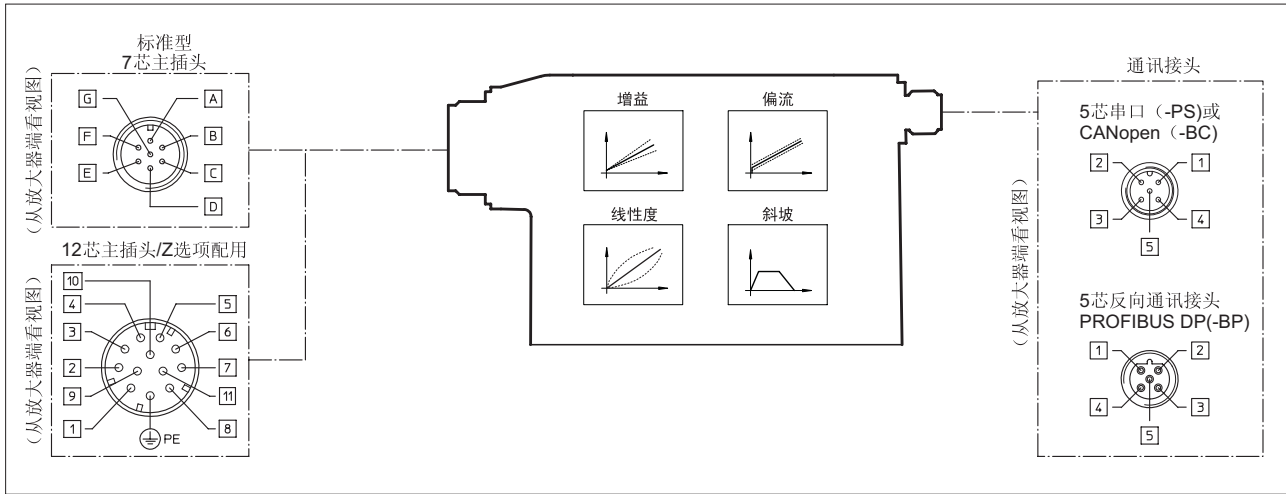 标准型
7芯主插头
(从放大器端看视图)
G
A
F
B
E
C
D
12芯主插头/Z选项配用
(从放大器端看视图)
10
4
5
3
6
2
7
9
11
1
8
PE
增益
偏流
线性度
斜坡
通讯接头
(从放大器端看视图)
5芯串口（-PS)或
CANopen（-BC）
2
1
3
4
5
5芯反向通讯接头
PROFIBUS DP(-BP)
1
2
4
3
5